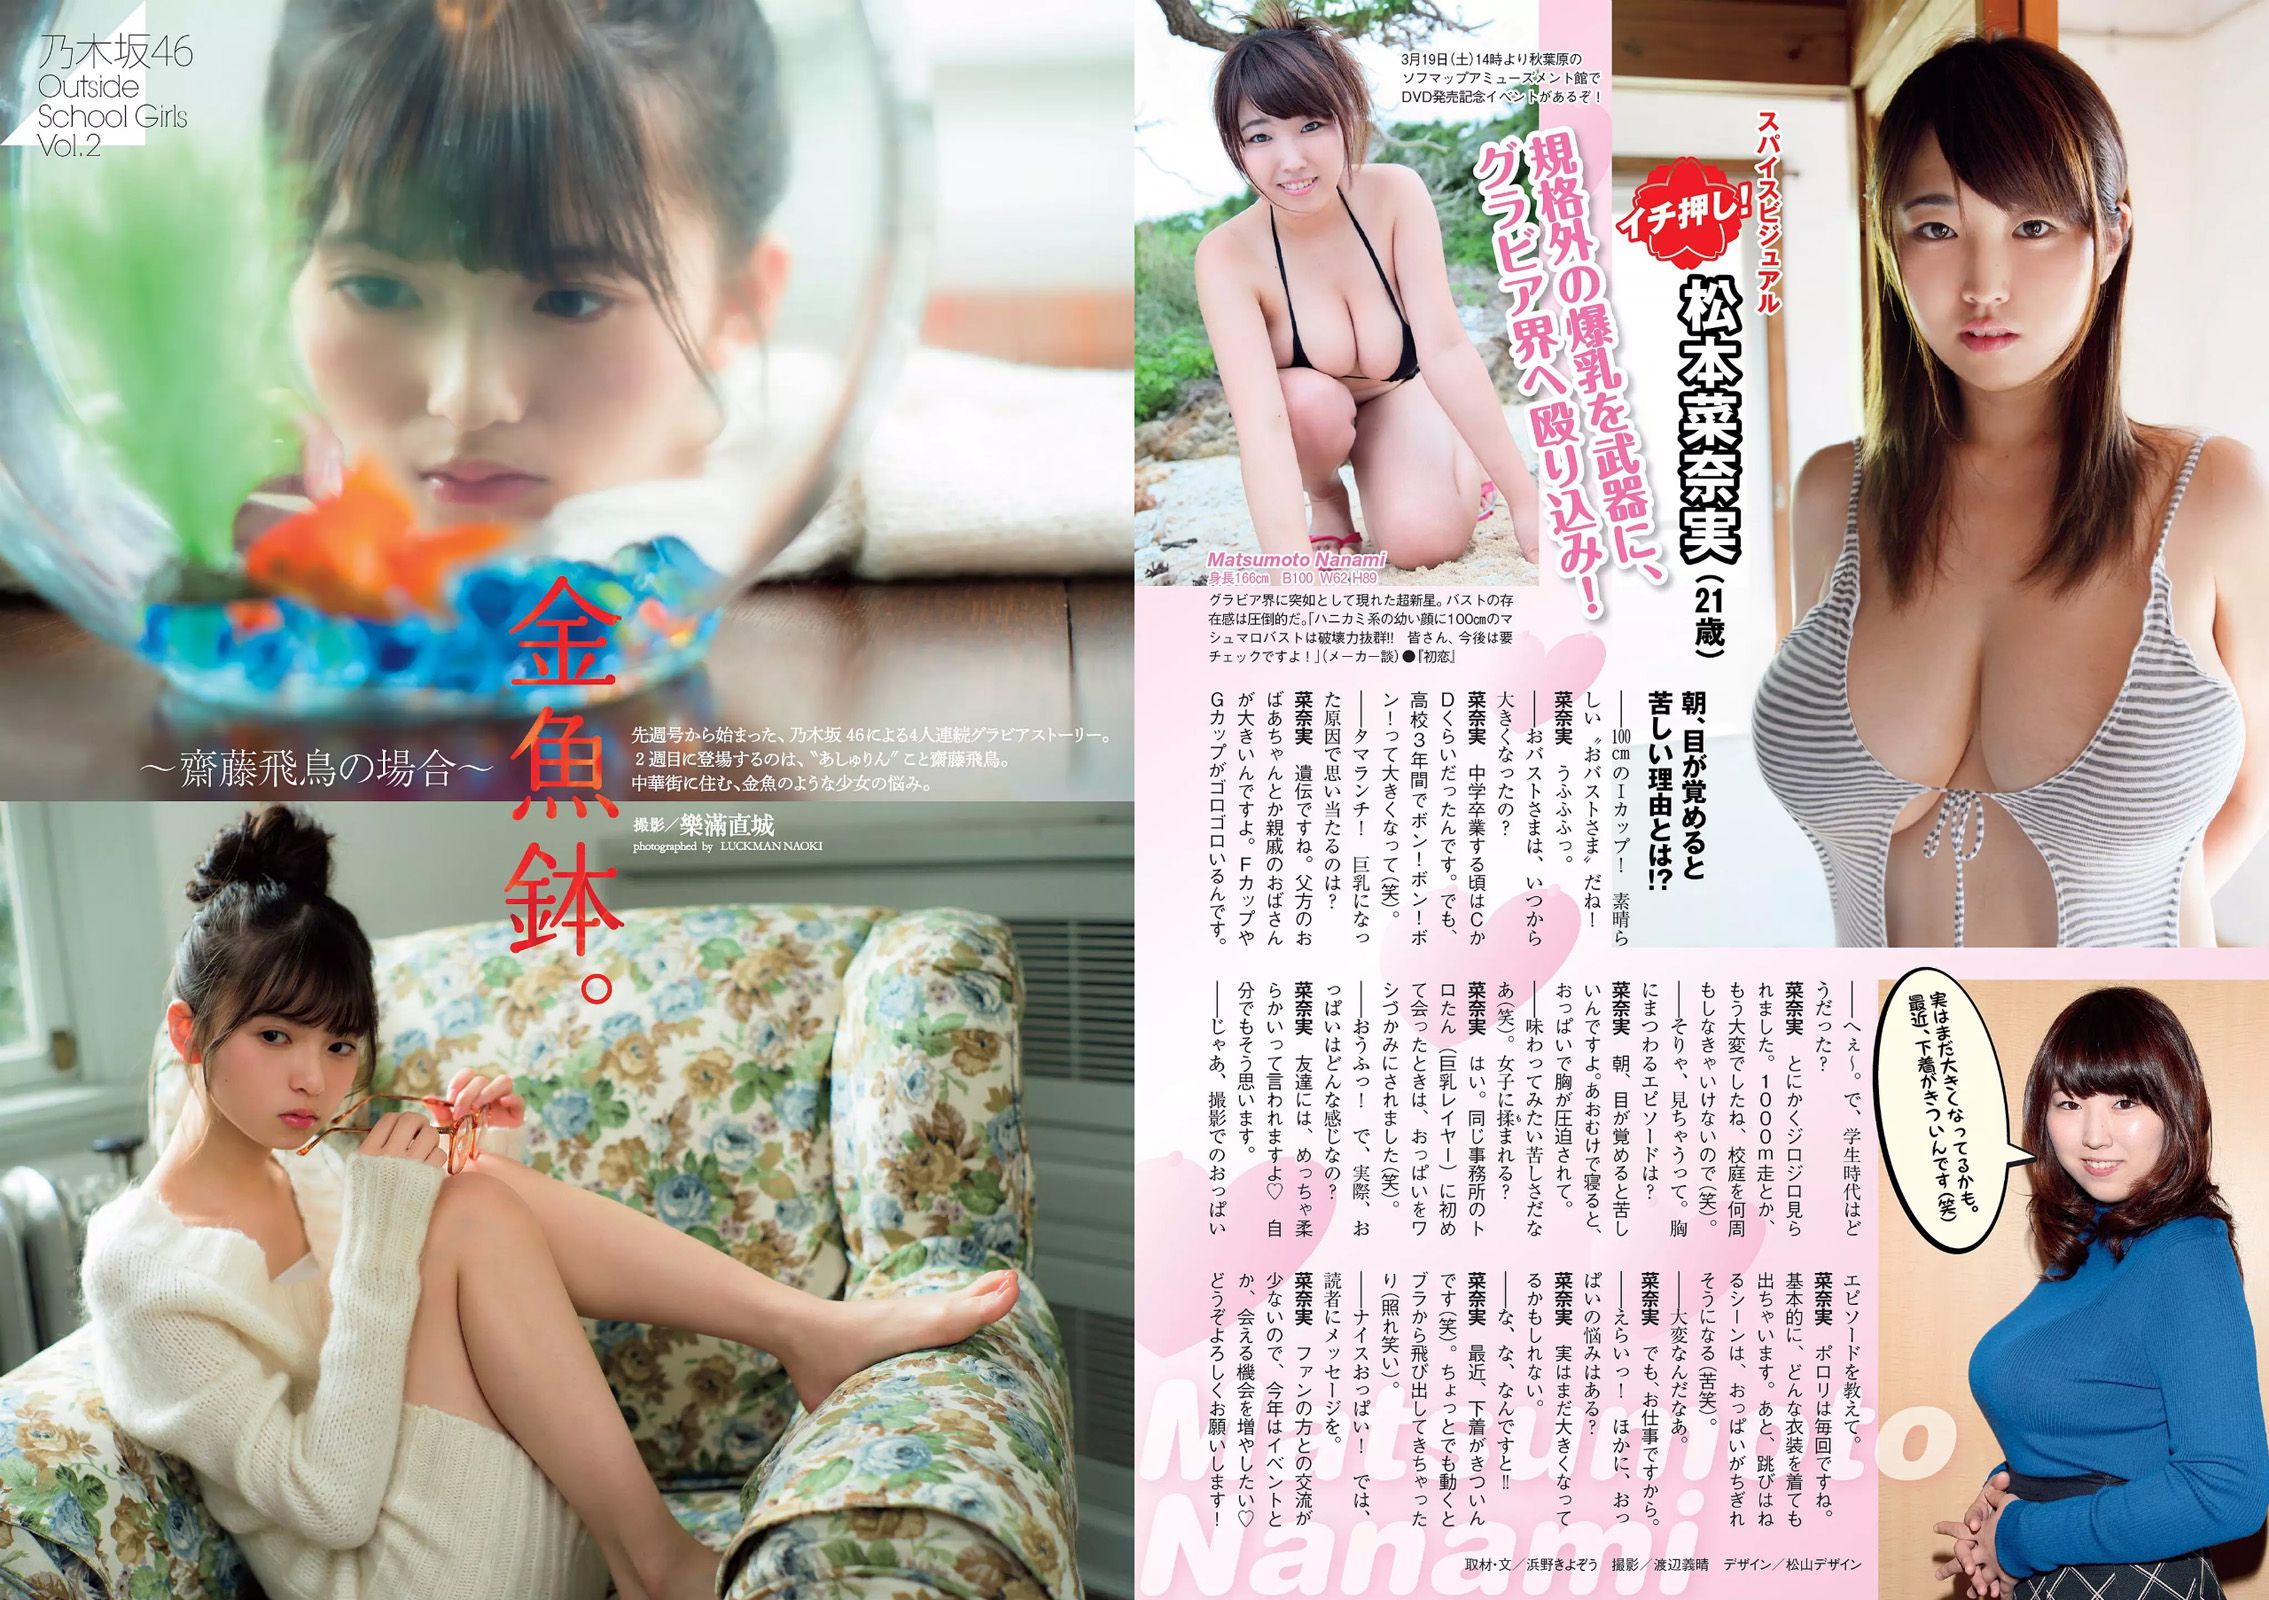 乃木坂46
Outside
School Girls
Vol.2
金魚鉢。
〜齋藤飛鳥の場合〜
先週号から始まった、乃木坂46による4人連続グラビアストーリー。
2週目に登場するのは、“あしゅりん”こと齋藤飛鳥。
中華街に住む、金魚のような少女の悩み。
撮影／樂滿直城
photographed by LUCKMAN NAOKI
スパイスビジュアル
イチ押し！
松本菜奈実（21歳）
規格外の爆乳を武器に、
グラビア界へ殴り込み！
3月19日（土）14時より秋葉原の
ソフマップアミューズメント館で
DVD発売記念イベントがあるぞ！
Matsumoto Nanami
身長166㎝ B100 W62 H89
グラビア界に突如として現れた超新星。バストの存
在感は圧倒的だ。「ハニカミ系の幼い顔に100㎝のマ
シュマロバストは破壊力抜群!! 皆さん、今後は要
チェックですよ！」（メーカー談）●『初恋』
朝、目が覚めると
苦しい理由とは!?
――100㎝のIカップ！ 素晴ら
しい〝おバストさま〟だね！
菜奈実 うふふふっ。
――おバストさまは、いつから
大きくなったの？
菜奈実 中学卒業する頃はCか
Dくらいだったんです。でも、
高校3年間でボン！ボン！ボ
ン！って大きくなって（笑）。
――タマランチ！ 巨乳になっ
た原因で思い当たるのは？
菜奈実 遺伝ですね。父方のお
ばあちゃんとか親戚のおばさん
が大きいんですよ。Fカップや
Gカップがゴロゴロいるんです。
――へぇ〜。で、学生時代はど
うだった？
菜奈実 とにかくジロジロ見ら
れました。1000m走とか、
もう大変でしたね、校庭を何周
もしなきゃいけないので（笑）。
――そりゃ、見ちゃうって。胸
にまつわるエピソードは？
菜奈実 朝、目が覚めると苦し
いんですよ。あおむけで寝ると、
おっぱいで胸が圧迫されて。
――味わってみたい苦しさだな
あ（笑）。女子に揉まれる？
菜奈実 はい。同じ事務所のト
ロたん（巨乳レイヤー）に初め
て会ったときは、おっぱいをワ
シづかみにされました（笑）。
――おうふっ！ で、実際、お
っぱいはどんな感じなの？
菜奈実 友達には、めっちゃ柔
らかいって言われますよ♡ 自
分でもそう思います。
――じゃあ、撮影でのおっぱい
エピソードを教えて。
菜奈実 ポロリは毎回ですね。
基本的に、どんな衣装を着ても
出ちゃいます。あと、跳びはね
るシーンは、おっぱいがちぎれ
そうになる（苦笑）。
――大変なんだなあ。
菜奈実 でも、お仕事ですから。
――えらいっ！ ほかに、おっ
ぱいの悩みはある？
菜奈実 実はまだ大きくなって
るかもしれない。
――な、な、なんですと!!
菜奈実 最近、下着がきついん
です（笑）。ちょっとでも動くと
ブラから飛び出してきちゃった
り（照れ笑い）。
――ナイスおっぱい！ では、
読者にメッセージを。
菜奈実 ファンの方との交流が
少ないので、今年はイベントと
か、会える機会を増やしたい♡
どうぞよろしくお願いします！
実はまだ大きくなってるかも。
最近、下着がきついんです（笑）
Matsumoto
Nanami
取材・文／浜野きよぞう 撮影／渡辺義晴 デザイン／松山デザイン